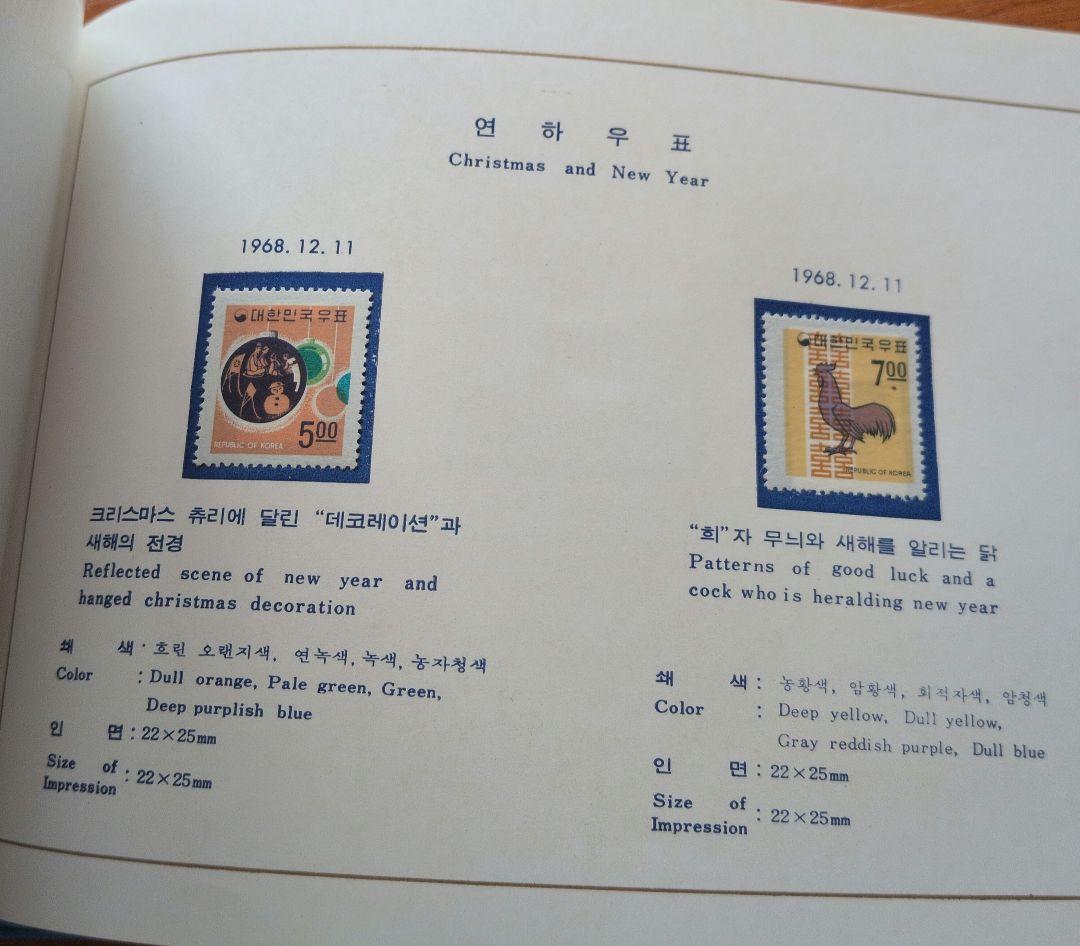 연 하 우 표
Christmas and New Year
1968. 12. 11
대한민국우표
REPUBLIC OF KOREA
500
크리스마스 츄리에 달린 “데코레이션”과
새해의 전경
Reflected scene of new year and
hanged christmas decoration
쇄 색 : 흐린 오랜지색, 연녹색, 녹색, 농자청색
Color : Dull orange, Pale green, Green,
Deep purplish blue
인 면 : 22×25mm
Size of
Impression : 22×25mm
1968. 12. 11
대한민국우표
700
REPUBLIC OF KOREA
“희”자 무늬와 새해를 알리는 닭
Patterns of good luck and a
cock who is heralding new year
쇄 색 : 농황색, 암황색, 회적자색, 암청색
Color : Deep yellow, Dull yellow,
Gray reddish purple, Dull blue
인 면 : 22×25mm
Size of
Impression : 22×25mm